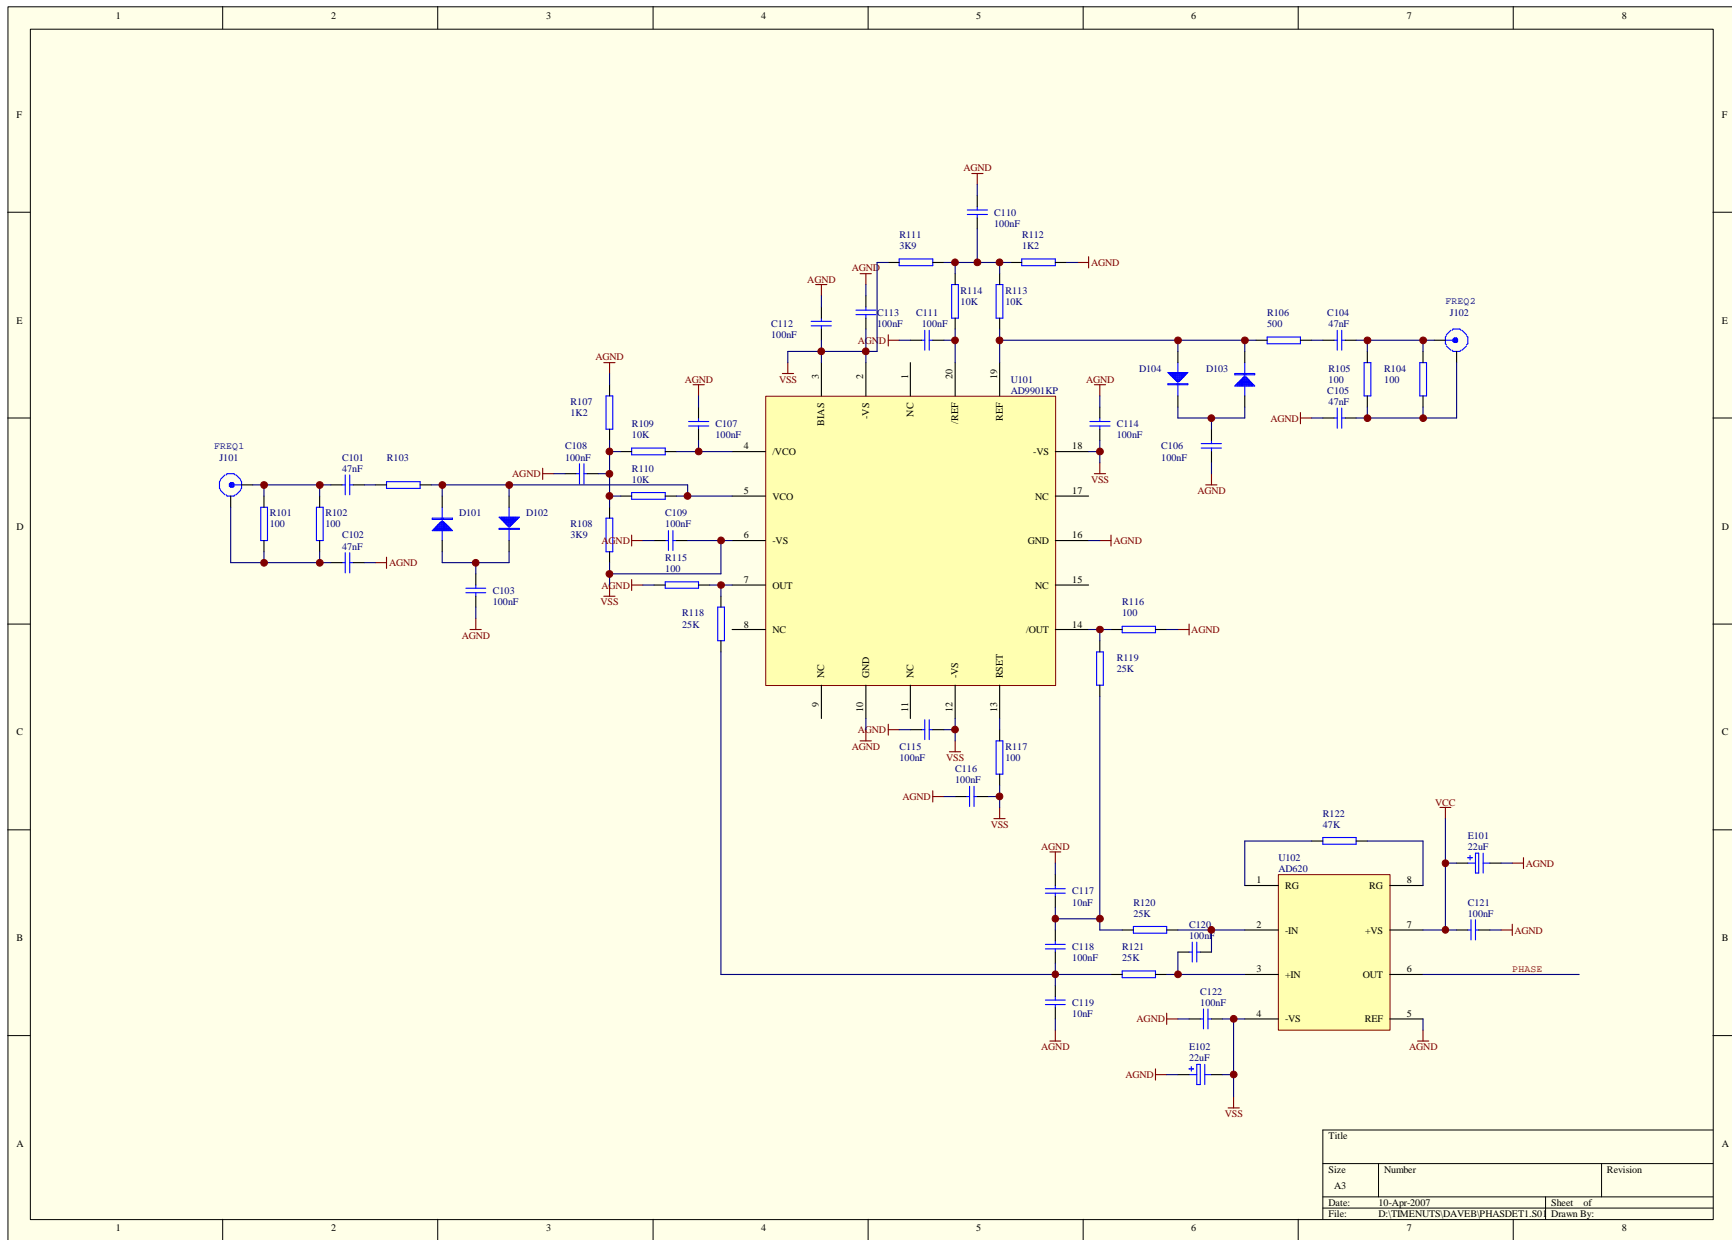 1 2 3 4 5 6 7 8
F F
E E
D D
C C
B B
A A
1 2 3 4 5 6 7 8
AGND
C110
100nF
R111
3K9
R112
1K2
AGND
AGND
AGND
R114
10K
R113
10K
C112
100nF
C113
100nF
C111
100nF
AGND
VSS
FREQ2
J102
R106
500
C104
47nF
D104
D103
R105
100
R104
100
C105
47nF
AGND
C106
100nF
AGND
AGND
R107
1K2
AGND
R109
10K
C107
100nF
C108
100nF
AGND
R110
10K
FREQ1
J101
C101
47nF
R103
R101
100
R102
100
C102
47nF
AGND
D101
D102
C103
100nF
AGND
R108
3K9
C109
100nF
AGND
R115
100
AGND
VSS
R118
25K
U101
AD9901KP
3 BIAS
2 -VS
1 NC
20 /REF
19 REF
4 /VCO
5 VCO
6 -VS
7 OUT
8 NC
-VS 18
NC 17
GND 16
NC 15
/OUT 14
NC 9
GND 10
NC 11
-VS 12
RSET 13
AGND
C114
100nF
VSS
AGND
R116
100
AGND
R119
25K
AGND
AGND
C115
100nF
VSS
R117
100
C116
100nF
AGND
VSS
AGND
C117
10nF
C118
100nF
C119
10nF
AGND
R120
25K
C120
100nF
R121
25K
C122
100nF
AGND
E102
22uF
+
AGND
VSS
R122
47K
U102
AD620
1 RG
2 -IN
3 +IN
4 -VS
RG 8
+VS 7
OUT 6
REF 5
VCC
E101
22uF
+
AGND
C121
100nF
AGND
PHASE
AGND
Title
Size
A3
Number
Revision
Date: 10-Apr-2007
Sheet of
File: D:\TIMENUTS\DAVEB\PHASDET1.S01
Drawn By: